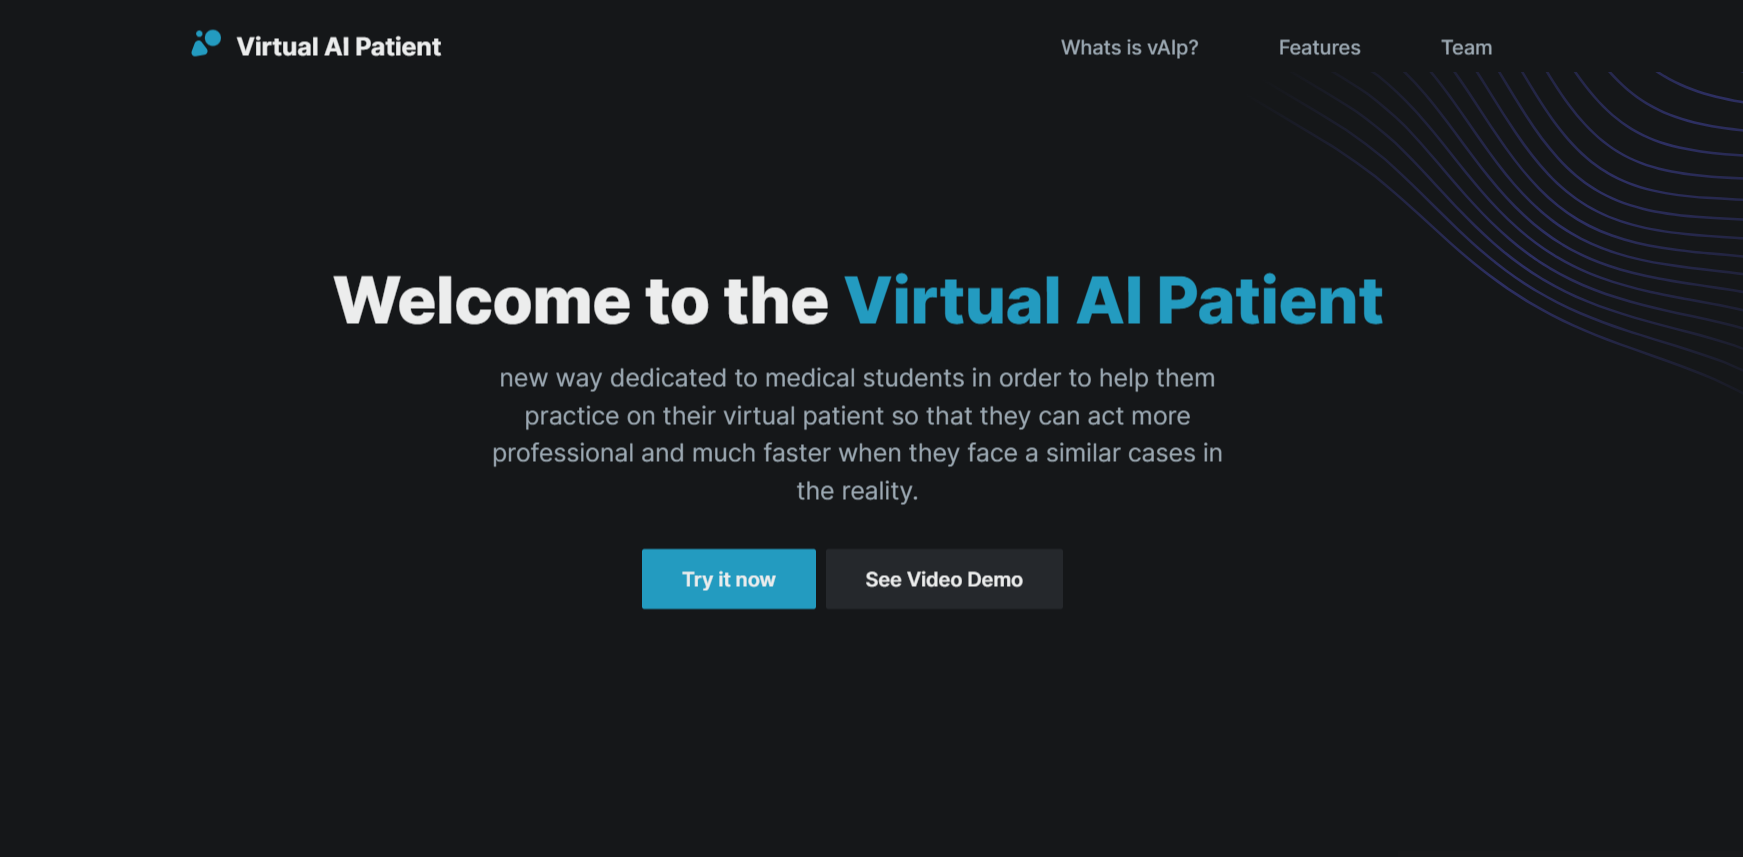 Virtual AI Patient
Whats is vAIp?
Features
Team
Welcome to the Virtual AI Patient
new way dedicated to medical students in order to help them
practice on their virtual patient so that they can act more
professional and much faster when they face a similar cases in
the reality.
Try it now
See Video Demo